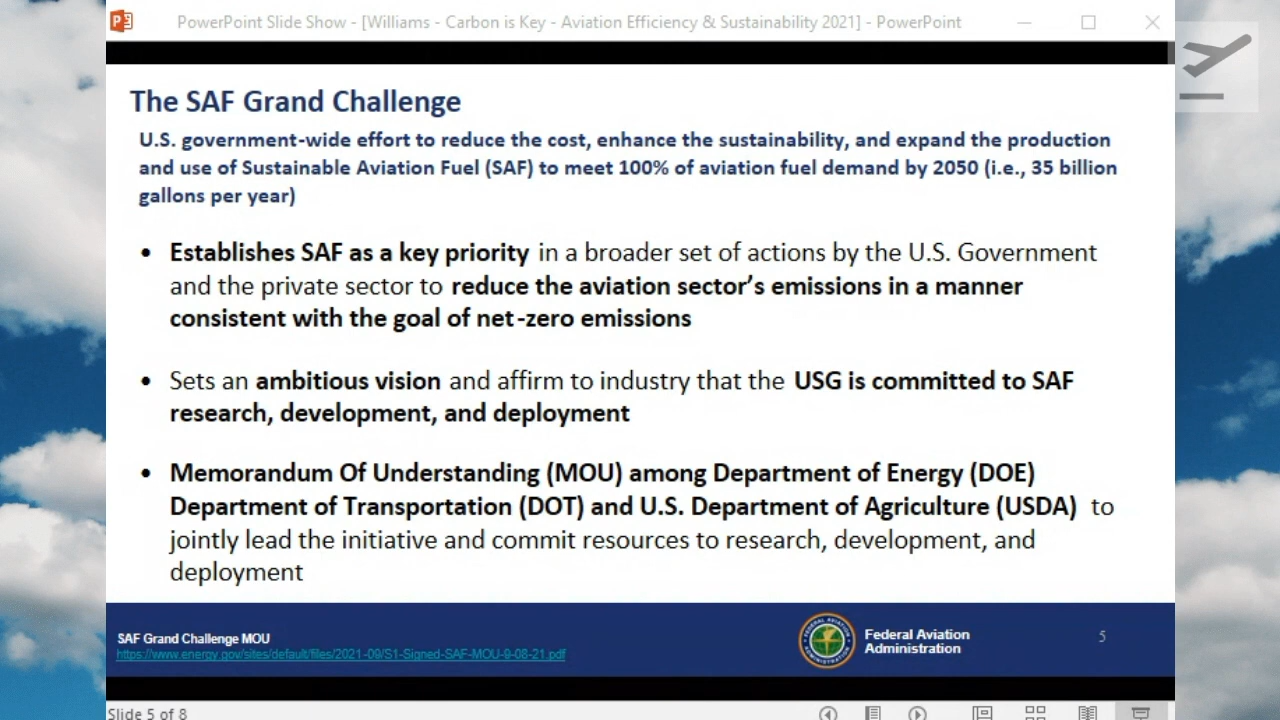 PowerPoint Slide Show - [Williams - Carbon is Key - Aviation Efficiency & Sustainability 2021] - PowerPoint
The SAF Grand Challenge
U.S. government-wide effort to reduce the cost, enhance the sustainability, and expand the production
and use of Sustainable Aviation Fuel (SAF) to meet 100% of aviation fuel demand by 2050 (i.e., 35 billion
gallons per year)
• Establishes SAF as a key priority in a broader set of actions by the U.S. Government
and the private sector to reduce the aviation sector's emissions in a manner
consistent with the goal of net-zero emissions
• Sets an ambitious vision and affirm to industry that the USG is committed to SAF
research, development, and deployment
• Memorandum Of Understanding (MOU) among Department of Energy (DOE)
Department of Transportation (DOT) and U.S. Department of Agriculture (USDA) to
jointly lead the initiative and commit resources to research, development, and
deployment
SAF Grand Challenge MOU
https://www.energy.gov/sites/default/files/2021-09/S1-Signed-SAF-MOU-9-08-21.pdf
FEDERAL AVIATION
ADMINISTRATION
Federal Aviation
Administration
5
Slide 5 of 8